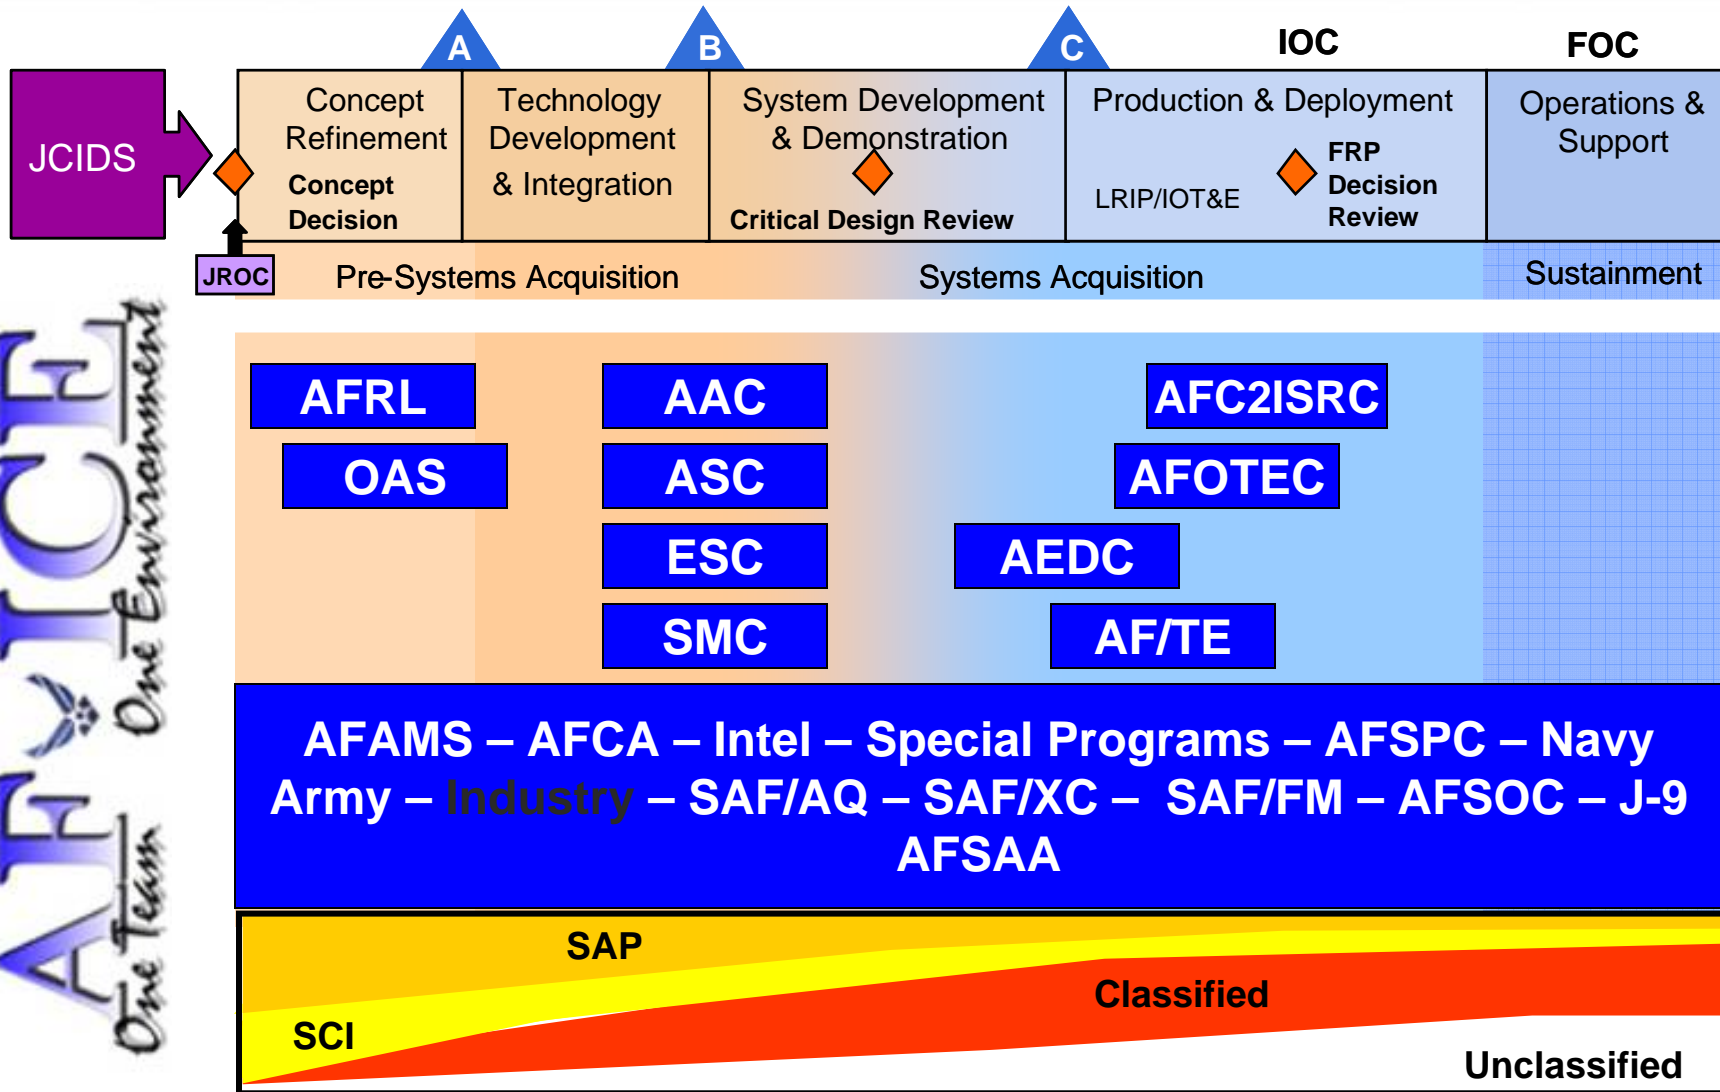 A
B
C
IOC
FOC
JCIDS
Concept
Refinement
Concept
Decision
Technology
Development
& Integration
System Development
& Demonstration
Critical Design Review
Production & Deployment
LRIP/IOT&E
FRP
Decision
Review
Operations &
Support
JROC
Pre-Systems Acquisition
Systems Acquisition
Sustainment
AF ICE
One Team One Environment
AFRL
AAC
AFC2ISRC
OAS
ASC
AFOTEC
ESC
AEDC
SMC
AF/TE
AFAMS – AFCA – Intel – Special Programs – AFSPC – Navy
Army – Industry – SAF/AQ – SAF/XC – SAF/FM – AFSOC – J-9
AFSAA
SAP
SCI
Classified
Unclassified